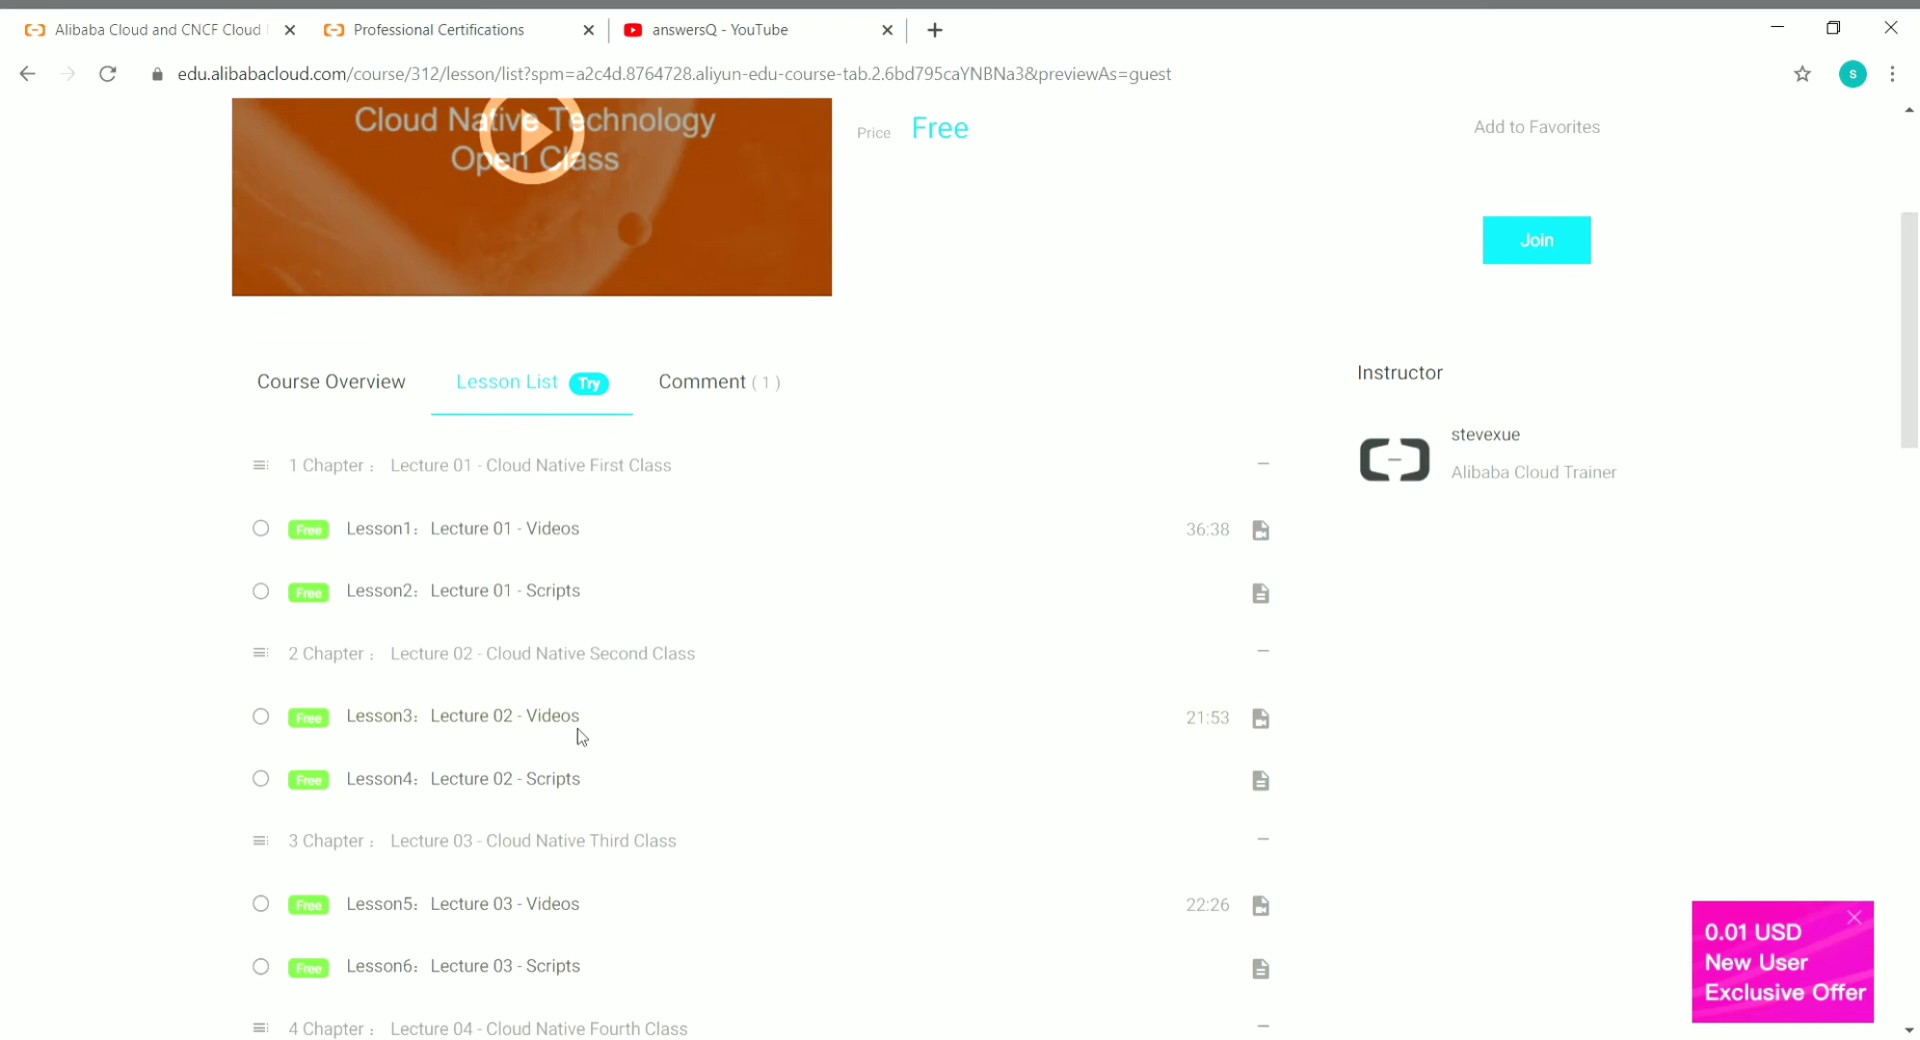 Alibaba Cloud and CNCF Cloud
Professional Certifications
answersQ - YouTube
edu.alibabacloud.com/course/312/lesson/list?spm=a2c4d.8764728.aliyun-edu-course-tab.2.6bd795caYNBNa3&previewAs=guest
S
Cloud Native Technology
Open Class
Price Free
Add to Favorites
Join
Course Overview
Lesson List Try
Comment ( 1 )
Instructor
stevexue
Alibaba Cloud Trainer
1 Chapter： Lecture 01 - Cloud Native First Class
Free Lesson1： Lecture 01 - Videos 36:38
Free Lesson2： Lecture 01 - Scripts
2 Chapter： Lecture 02 - Cloud Native Second Class
Free Lesson3： Lecture 02 - Videos 21:53
Free Lesson4： Lecture 02 - Scripts
3 Chapter： Lecture 03 - Cloud Native Third Class
Free Lesson5： Lecture 03 - Videos 22:26
Free Lesson6： Lecture 03 - Scripts
4 Chapter： Lecture 04 - Cloud Native Fourth Class
0.01 USD
New User
Exclusive Offer